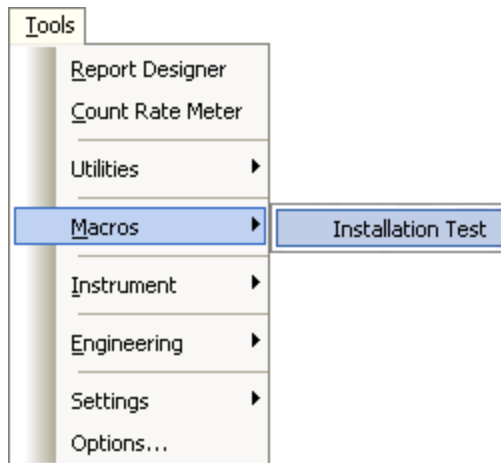 Tools
Report Designer
Count Rate Meter
Utilities
Macros
Installation Test
Instrument
Engineering
Settings
Options...